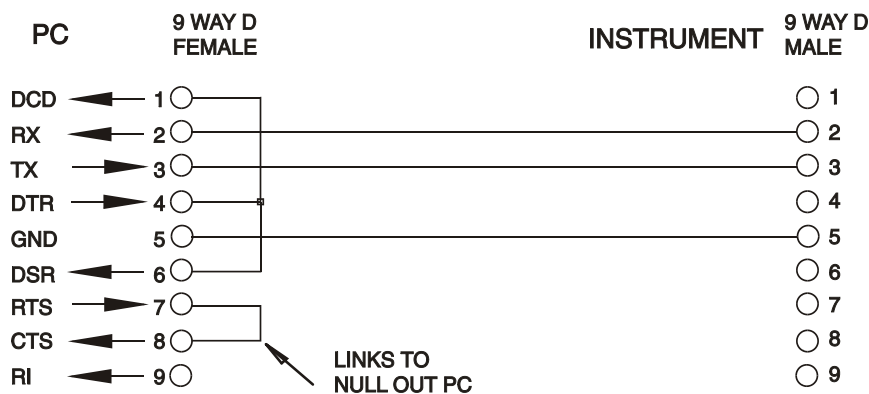 PC
9 WAY D
FEMALE
INSTRUMENT
9 WAY D
MALE
DCD 1 1
RX 2 2
TX 3 3
DTR 4 4
GND 5 5
DSR 6 6
RTS 7 7
CTS 8 8
RI 9 9
LINKS TO
NULL OUT PC